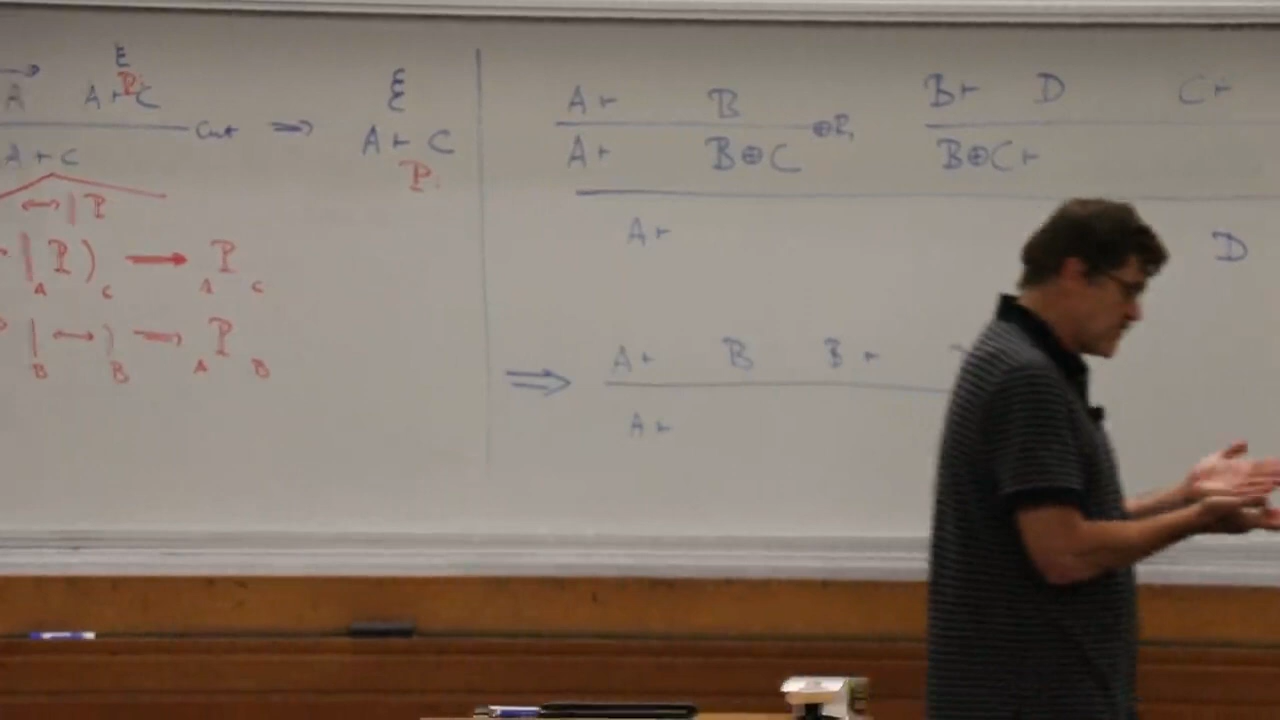 → ℰ
A A ⊢ C
P
Cut ⇒
A ⊢ C
↔ | P
| P ) → P
A C A C
P | ↔ ) → P
B B A B
ℰ
A ⊢ C
P
A ⊢ B ⊕R₁
A ⊢ B⊕C
B ⊢ D C ⊢
B⊕C ⊢
A ⊢ D
⇒ A ⊢ B B ⊢
A ⊢